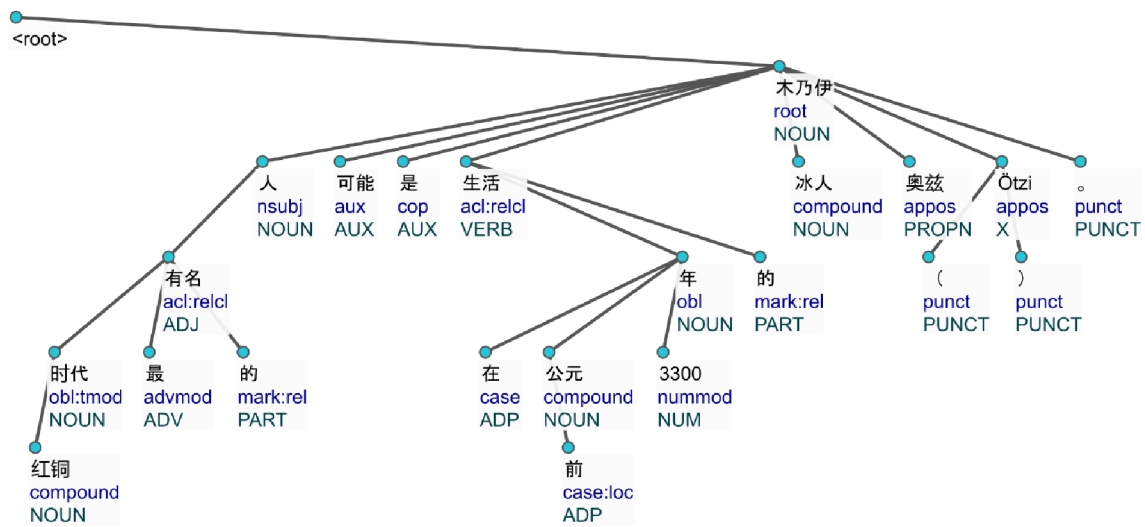 <root>
木乃伊
root
NOUN
人 可能 是 生活 冰人 奥兹 Ötzi 。
nsubj aux cop acl:relcl compound appos appos punct
NOUN AUX AUX VERB NOUN PROPN X PUNCT
有名 年 的 （ ）
acl:relcl obl mark:rel punct punct
ADJ NOUN PART PUNCT PUNCT
时代 最 的 在 公元 3300
obl:tmod advmod mark:rel case compound nummod
NOUN ADV PART ADP NOUN NUM
红铜 前
compound case:loc
NOUN ADP